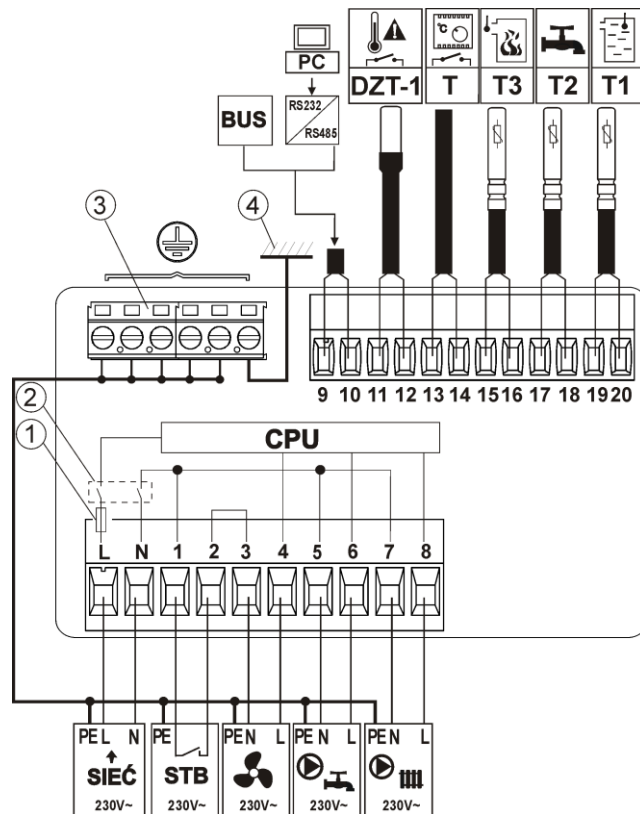 PC
RS232
RS485
BUS
°C
DZT-1 T T3 T2 T1
3
4
9 10 11 12 13 14 15 16 17 18 19 20
2
1
CPU
L N 1 2 3 4 5 6 7 8
PE L N PE PE N L PE N L PE N L
SIEĆ STB
230V~ 230V~ 230V~ 230V~ 230V~